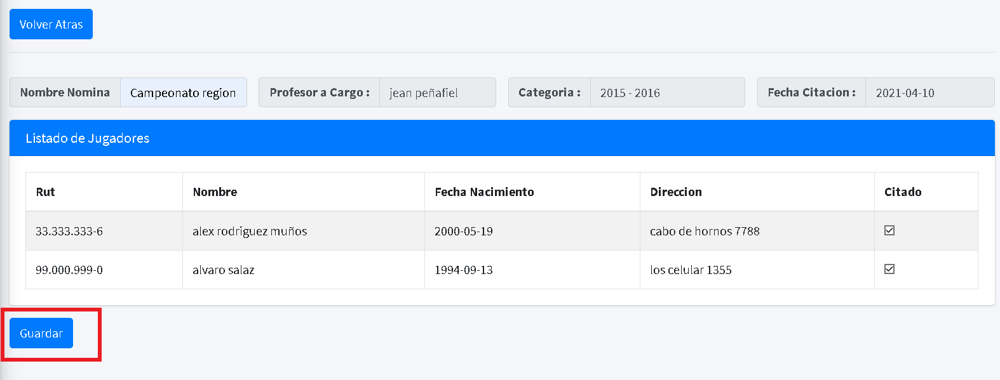 Volver Atras
Nombre Nomina Campeonato region Profesor a Cargo : jean peñafiel Categoria : 2015 - 2016 Fecha Citacion : 2021-04-10
Listado de Jugadores
Rut Nombre Fecha Nacimiento Direccion Citado
33.333.333-6 alex rodríguez muños 2000-05-19 cabo de hornos 7788
99.000.999-0 alvaro salaz 1994-09-13 los celular 1355
Guardar